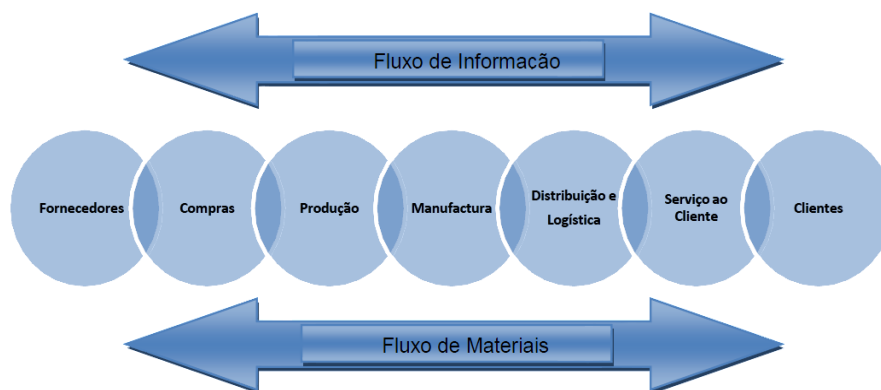 Fluxo de Informação
Fornecedores
Compras
Produção
Manufactura
Distribuição e
Logística
Serviço ao
Cliente
Clientes
Fluxo de Materiais